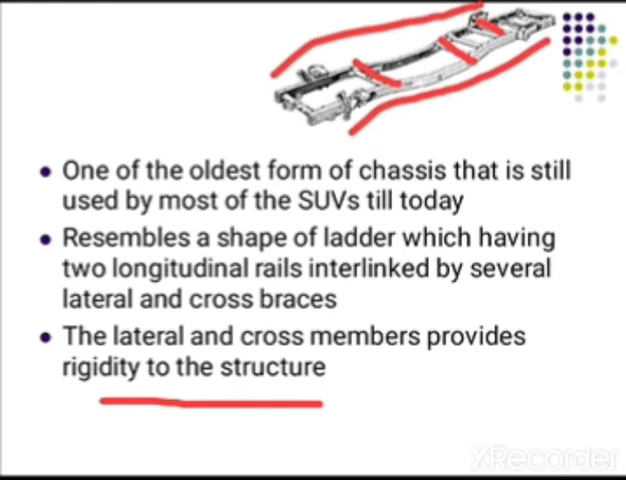 One of the oldest form of chassis that is still
used by most of the SUVs till today
Resembles a shape of ladder which having
two longitudinal rails interlinked by several
lateral and cross braces
The lateral and cross members provides
rigidity to the structure
XRecorder